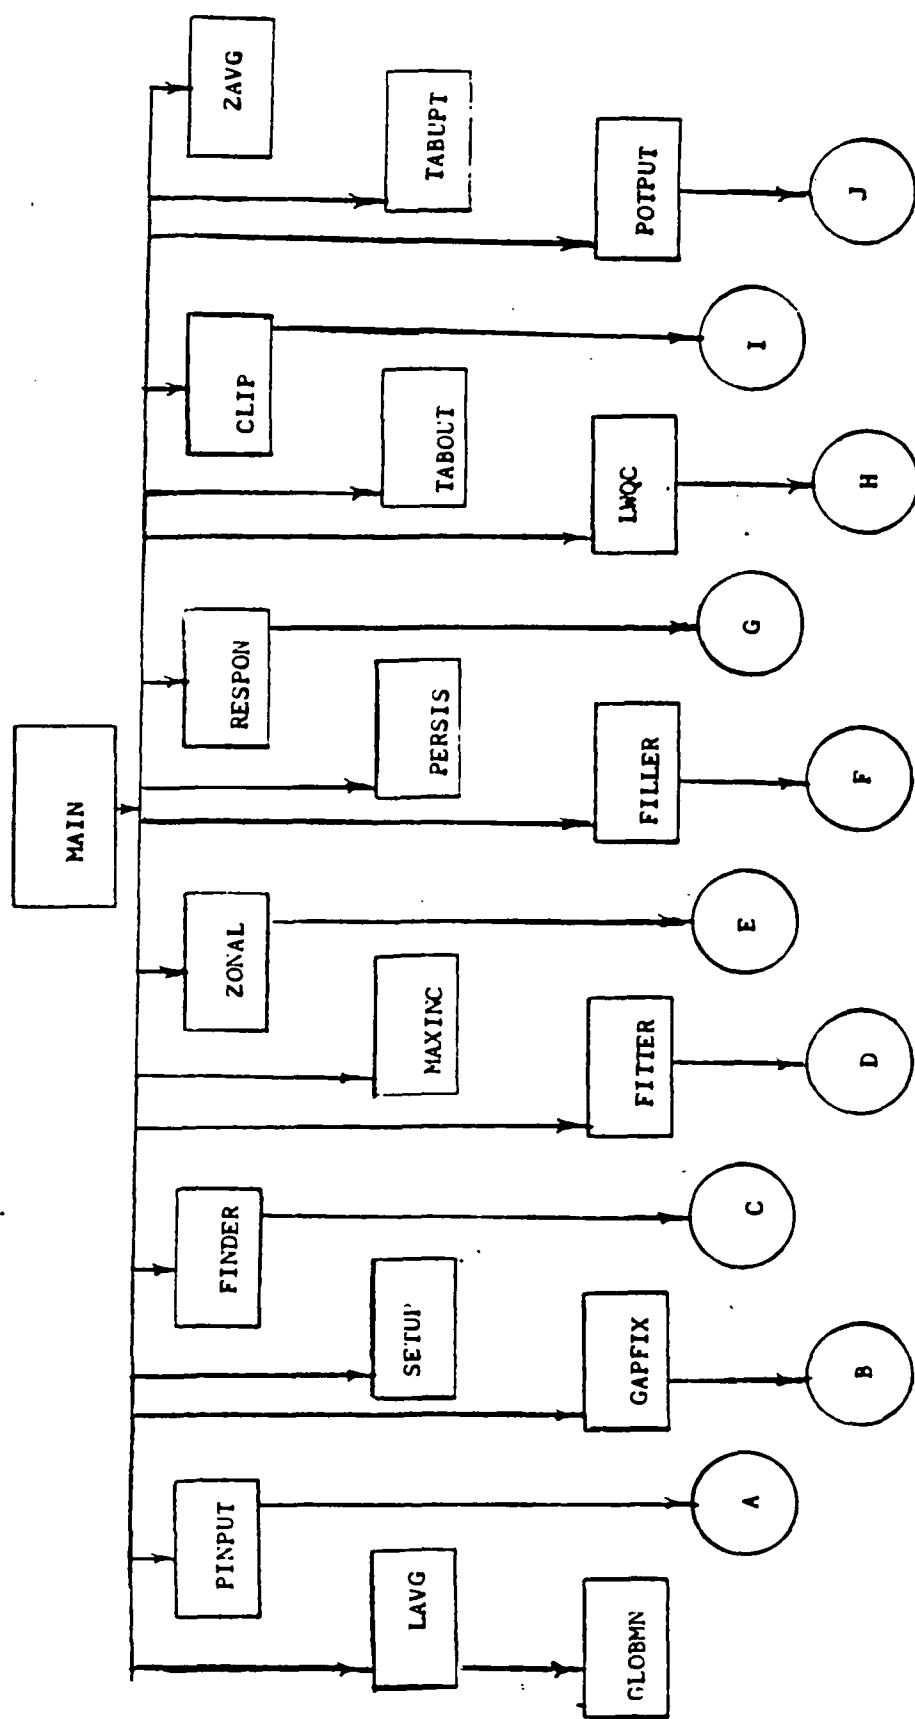 MAIN
PINPUT
FINDER
ZONAL
RESPON
CLIP
ZAVG
LAVG
SETUP
MAXINC
PERSIS
TABOUT
TABUPT
GLOBMN
GAPFIX
FITTER
FILLER
LWQC
POTPUT
A
C
E
G
I
B
D
F
H
J